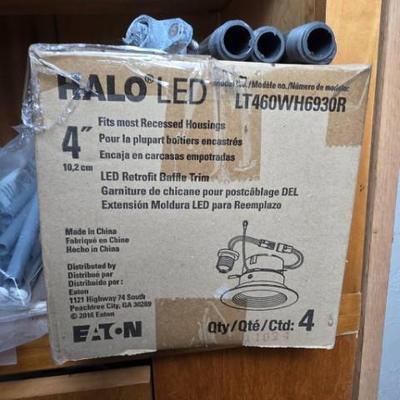 HALO® LED
/Modèle no./Número de modelo:
LT460WH6930R
4"
10,2 cm
Fits most Recessed Housings
Pour la plupart boîtiers encastrés
Encaja en carcasas empotradas
LED Retrofit Baffle Trim
Garniture de chicane pour postcâblage DEL
Extensión Moldura LED para Reemplazo
Made in China
Fabriqué en Chine
Hecho in China
Distributed by
Distribué par
Distribuido por :
Eaton
1121 Highway 74 South
Peachtree City, GA 30269
© 2016 Eaton
EATON
Qty/Qté/Ctd: 4